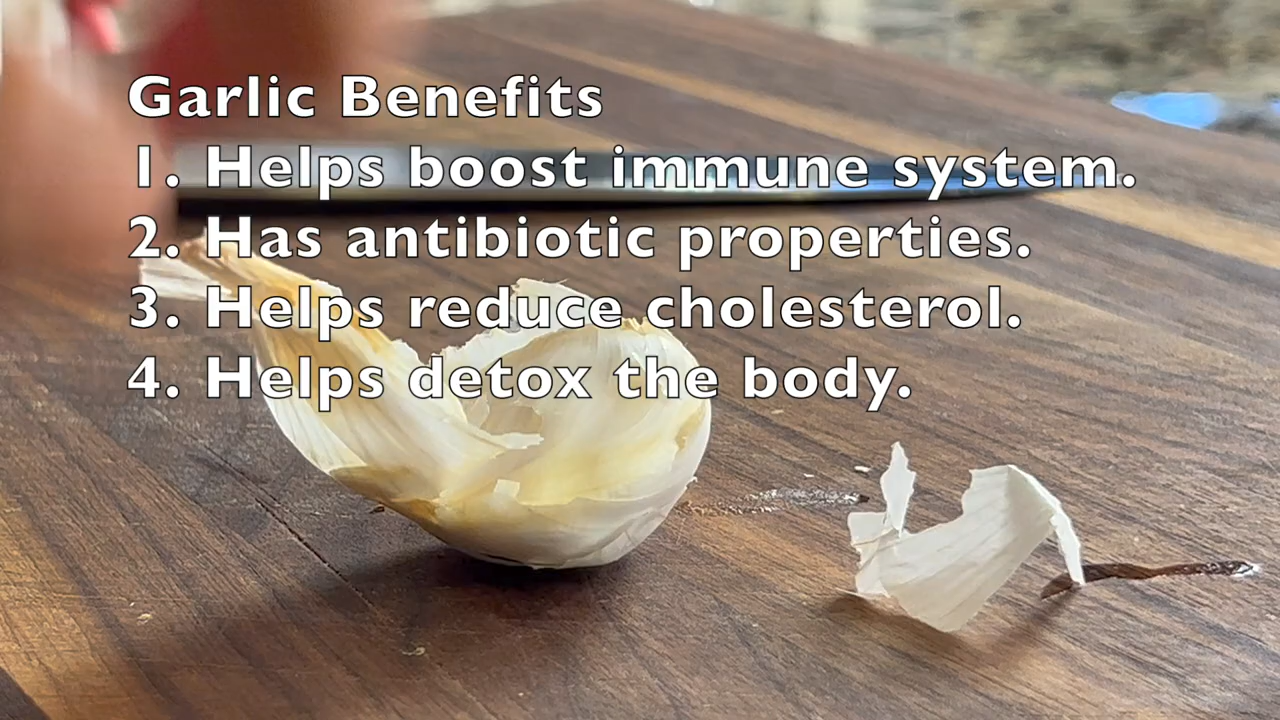 Garlic Benefits
1. Helps boost immune system.
2. Has antibiotic properties.
3. Helps reduce cholesterol.
4. Helps detox the body.